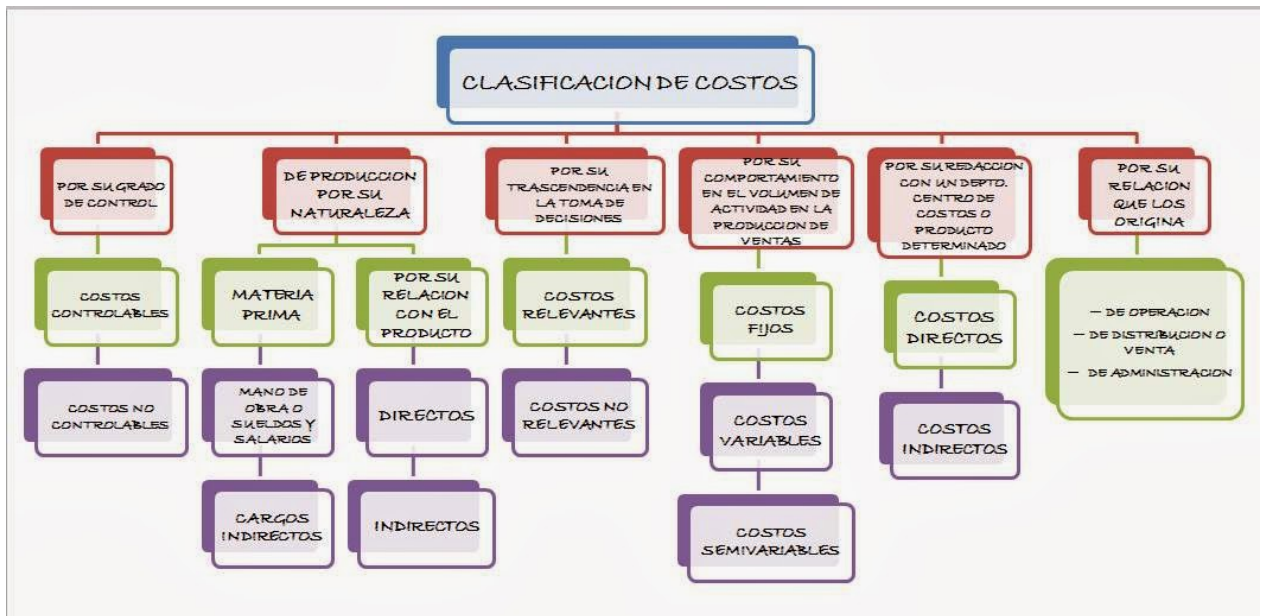 CLASIFICACION DE COSTOS
POR SU GRADO
DE CONTROL
DE PRODUCCION
POR SU
NATURALEZA
POR SU
TRASCENDENCIA EN
LA TOMA DE
DECISIONES
POR SU
COMPORTAMIENTO
EN EL VOLUMEN DE
ACTIVIDAD EN LA
PRODUCCION DE
VENTAS
POR SU REDACCION
CON UN DEPTO.
CENTRO DE
COSTOS O
PRODUCTO
DETERMINADO
POR SU
RELACION
QUE LOS
ORIGINA
COSTOS
CONTROLABLES
MATERIA
PRIMA
POR SU
RELACION
CON EL
PRODUCTO
COSTOS
RELEVANTES
COSTOS
FIJOS
COSTOS
DIRECTOS
– DE OPERACION
– DE DISTRIBUCION O
VENTA
– DE ADMINISTRACION
COSTOS NO
CONTROLABLES
MANO DE
OBRA O
SUELDOS Y
SALARIOS
DIRECTOS
COSTOS NO
RELEVANTES
COSTOS
VARIABLES
COSTOS
INDIRECTOS
CARGOS
INDIRECTOS
INDIRECTOS
COSTOS
SEMIVARIABLES